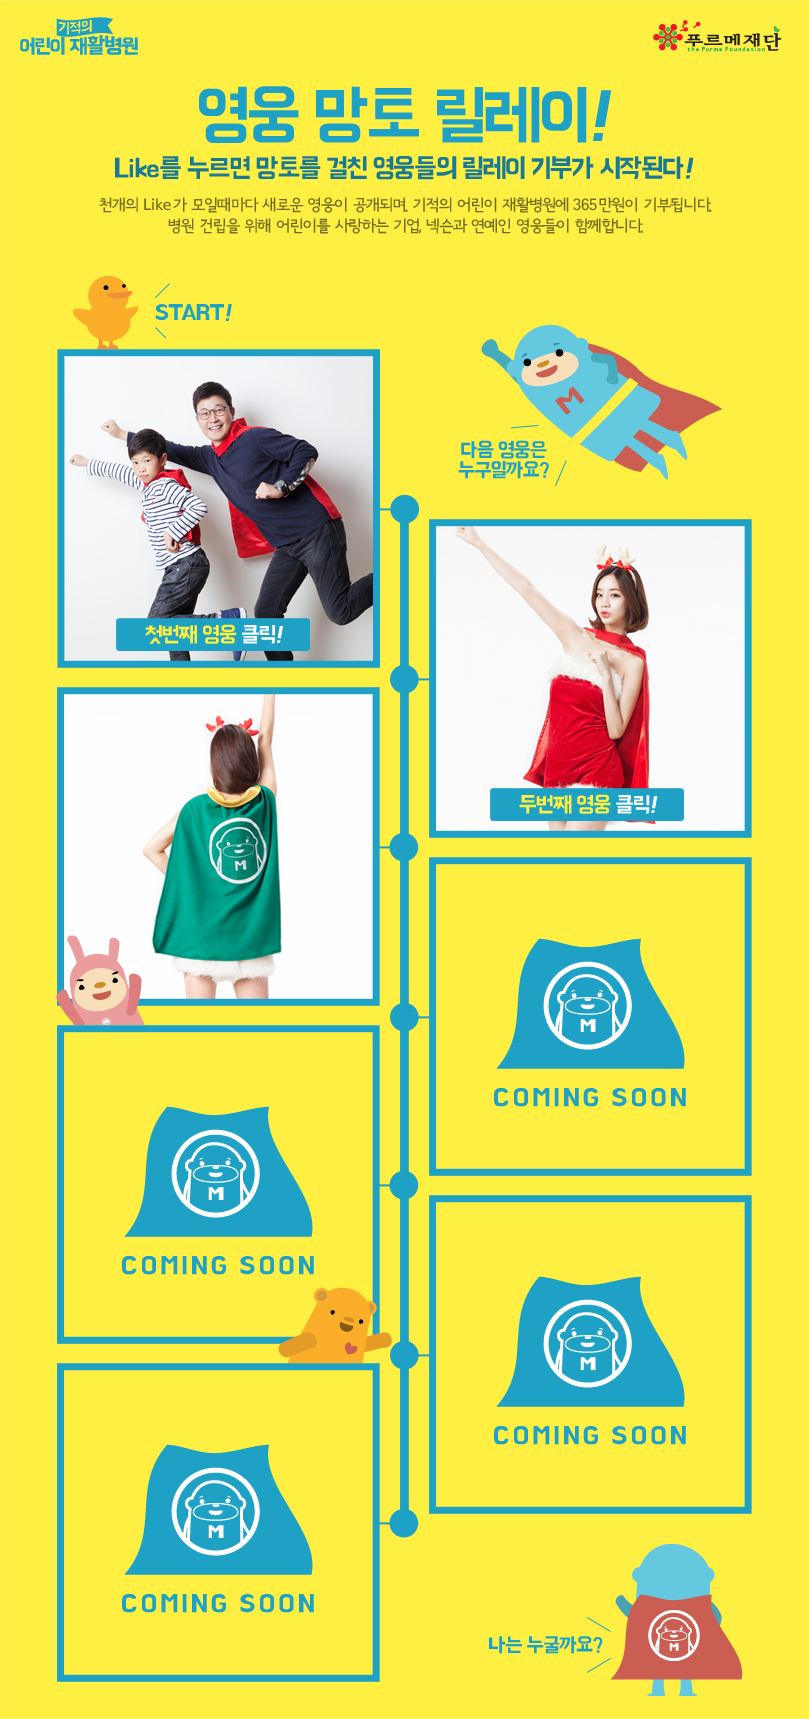 기적의
어린이 재활병원
푸르메재단
the Purme Foundation
영웅 망토 릴레이!
Like를 누르면 망토를 걸친 영웅들의 릴레이 기부가 시작된다!
천개의 Like가 모일때마다 새로운 영웅이 공개되며, 기적의 어린이 재활병원에 365만원이 기부됩니다.
병원 건립을 위해 어린이를 사랑하는 기업, 넥슨과 연예인 영웅들이 함께합니다.
START!
M
다음 영웅은
누구일까요?
첫번째 영웅 클릭!
두번째 영웅 클릭!
M
M
COMING SOON
M
COMING SOON
M
COMING SOON
M
COMING SOON
나는 누굴까요?
M